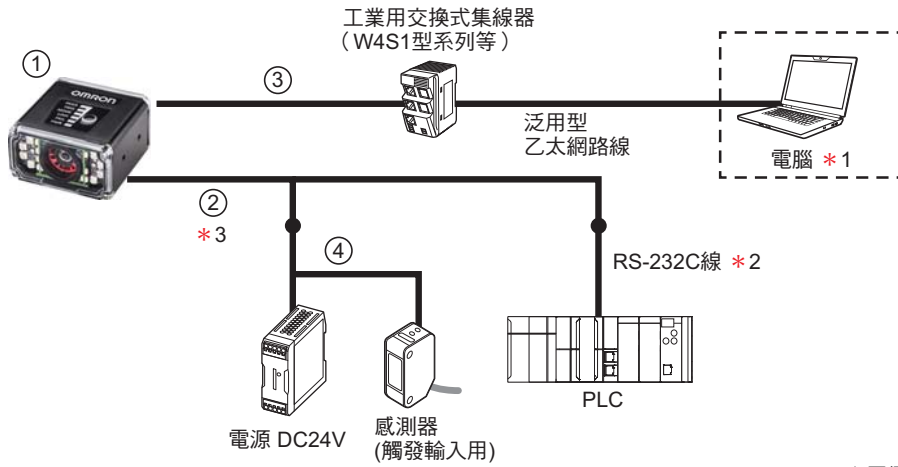 工業用交換式集線器
（W4S1型系列等）
①
OMRON
③
泛用型
乙太網路線
電腦 ＊1
②
＊3
④
RS-232C線 ＊2
PLC
電源 DC24V
感測器
(觸發輸入用)